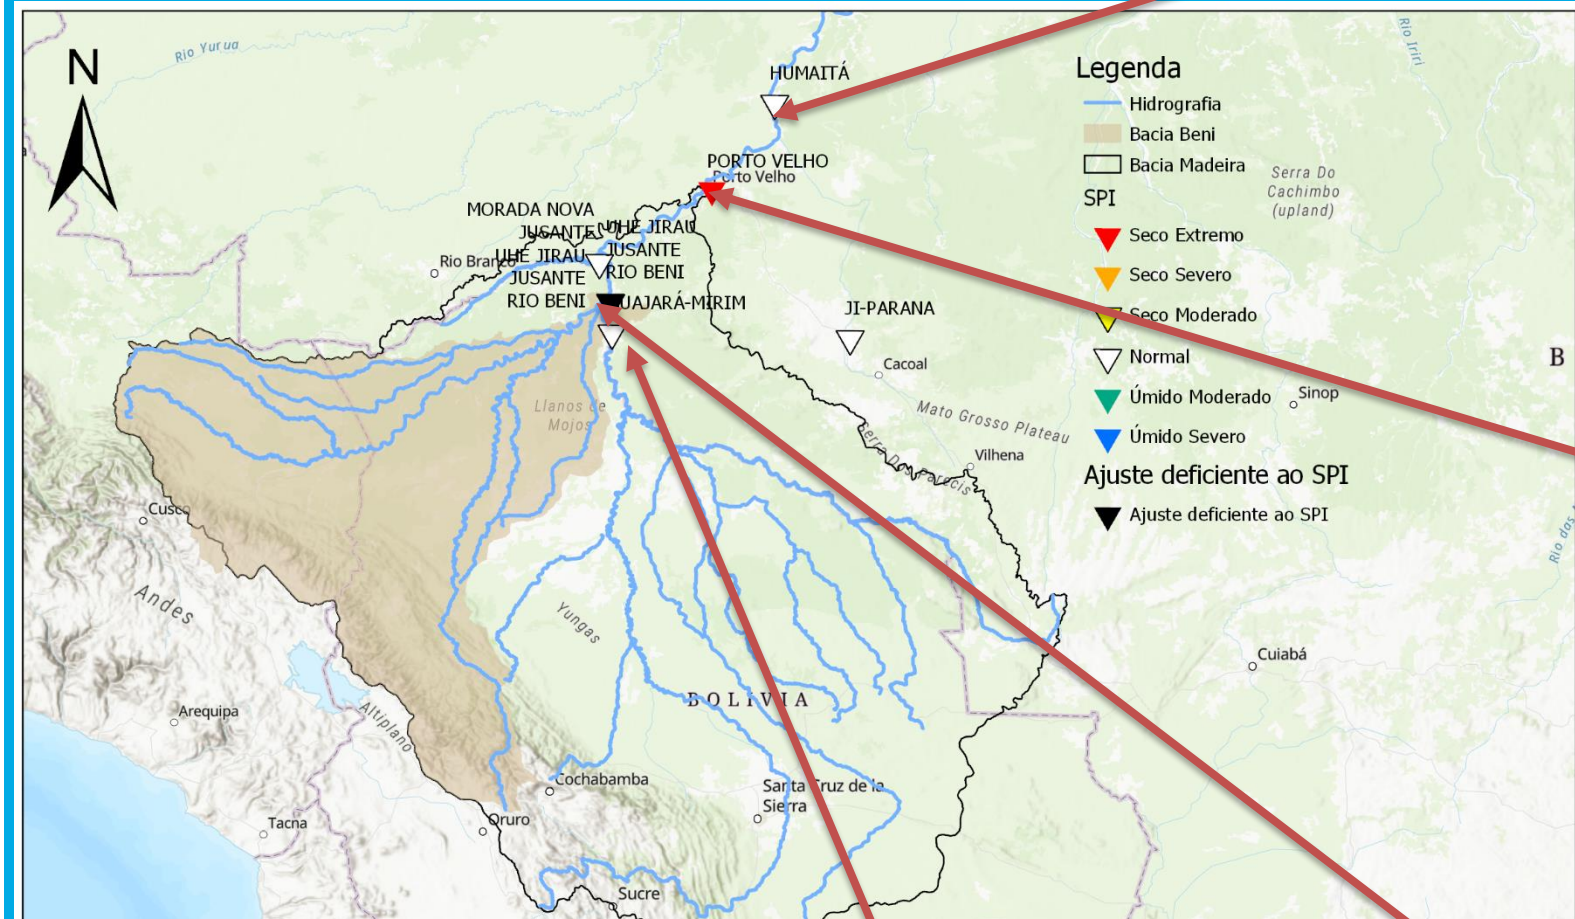 N
Rio Yurua
Rio Iriri
HUMAITÁ
PORTO VELHO
Porto Velho
MORADA NOVA
JUSANTE
UHE JIRAU
JUSANTE
RIO BENI
UHE JIRAU
JUSANTE
RIO BENI
Rio Branco
UAJARÁ-MIRIM
JI-PARANA
Cacoal
Legenda
Hidrografia
Bacia Beni
Bacia Madeira
SPI
Seco Extremo
Seco Severo
Seco Moderado
Normal
Úmido Moderado
Úmido Severo
Ajuste deficiente ao SPI
Ajuste deficiente ao SPI
Serra Do
Cachimbo
(upland)
B
Sinop
Mato Grosso Plateau
Vilhena
Serra Dos Parecis
Llanos de
Mojos
Cusco
Andes
Yungas
Rio das
Cuiabá
BOLIVIA
Arequipa
Altiplano
Cochabamba
Santa Cruz de la
Sierra
Tacna
Oruro
Sucre